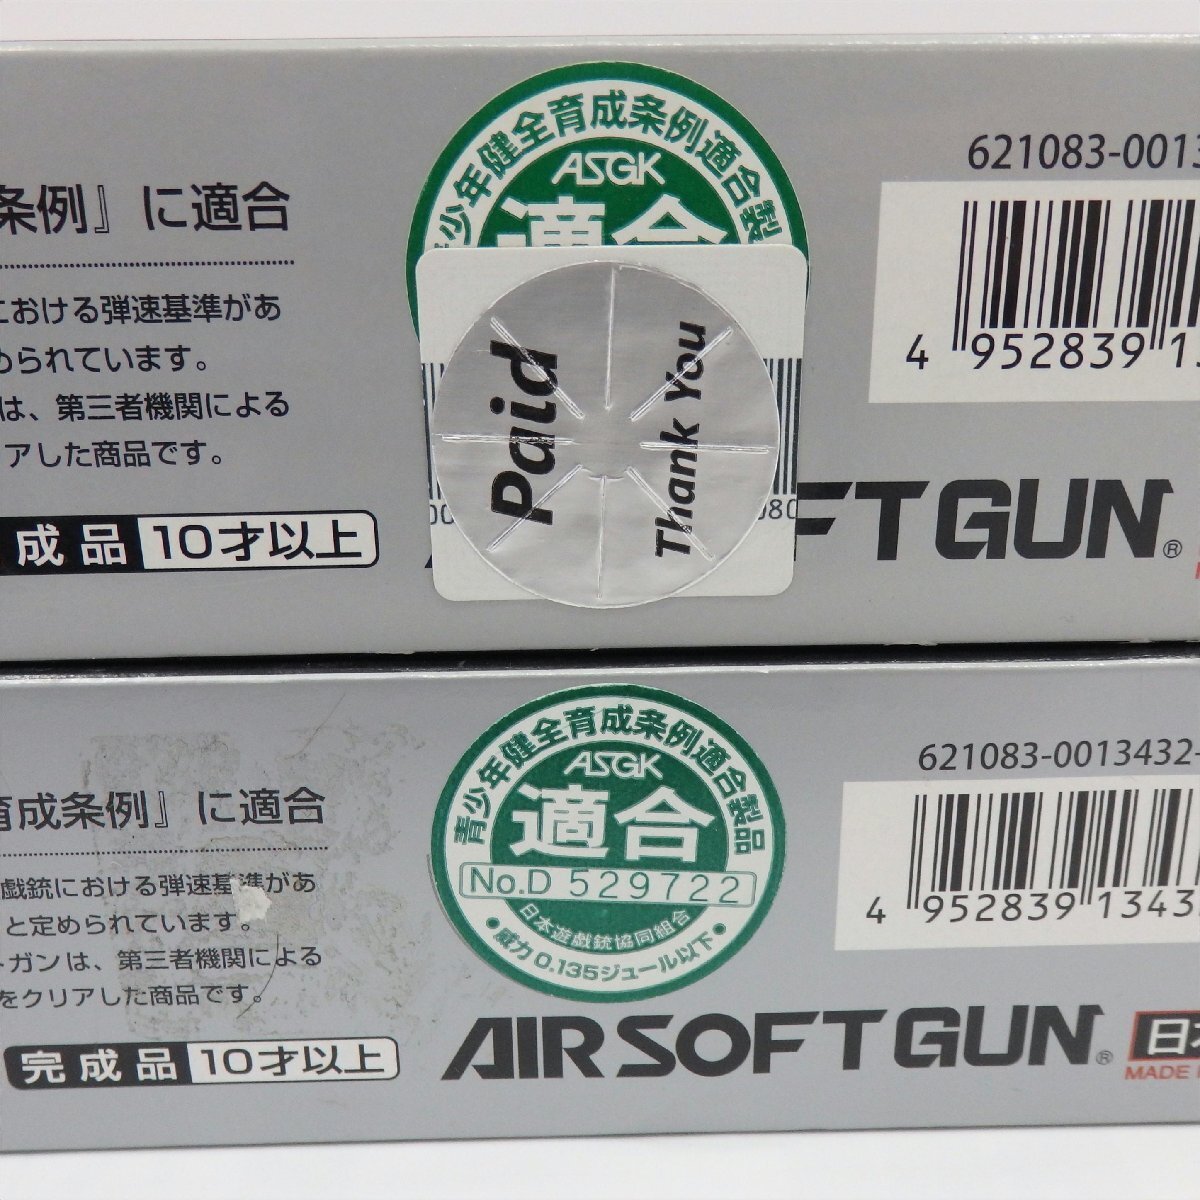 条例』に適合
における弾速基準があ
められています。
は、第三者機関による
アした商品です。
成品 10才以上
青少年健全育成条例適合製
ASGK
適合
Paid
Thank You
621083-0013
4 952839 13
FTGUN®
育成条例』に適合
戯銃における弾速基準があ
と定められています。
トガンは、第三者機関による
をクリアした商品です。
完成品 10才以上
青少年健全育成条例適合製品
ASGK
適合
No.D 529722
日本遊戯銃協同組合
・威力0.135ジュール以下・
621083-0013432-
4 952839 1343
AIRSOFTGUN®
日本
MADE